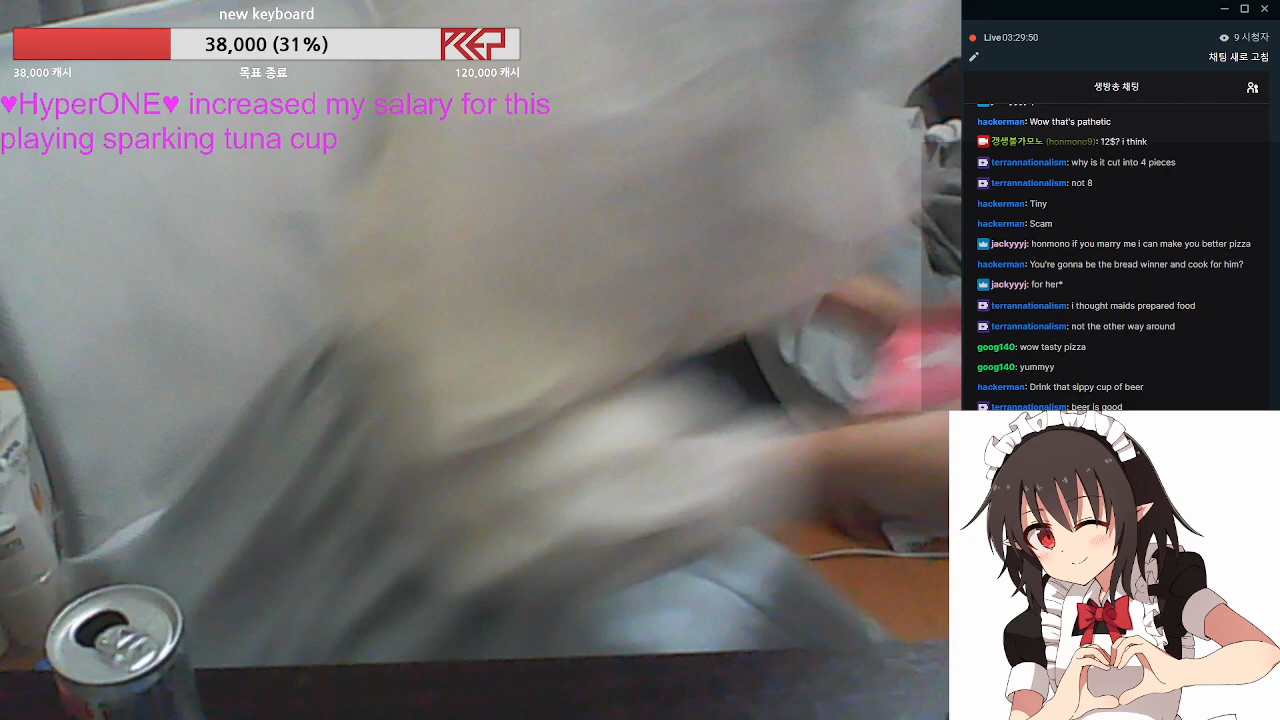 new keyboard
38,000 (31%)
38,000 캐시
목표 종료
120,000 캐시
♥HyperONE♥ increased my salary for this
playing sparking tuna cup
Live 03:29:50
9 시청자
채팅 새로 고침
생방송 채팅
hackerman: Wow that's pathetic
갱생불가모노 (honmono9): 12$? i think
terrannationalism: why is it cut into 4 pieces
terrannationalism: not 8
hackerman: Tiny
hackerman: Scam
jackyyyj: honmono if you marry me i can make you better pizza
hackerman: You're gonna be the bread winner and cook for him?
jackyyyj: for her*
terrannationalism: i thought maids prepared food
terrannationalism: not the other way around
goog140: wow tasty pizza
goog140: yummyy
hackerman: Drink that sippy cup of beer
terrannationalism: beer is good